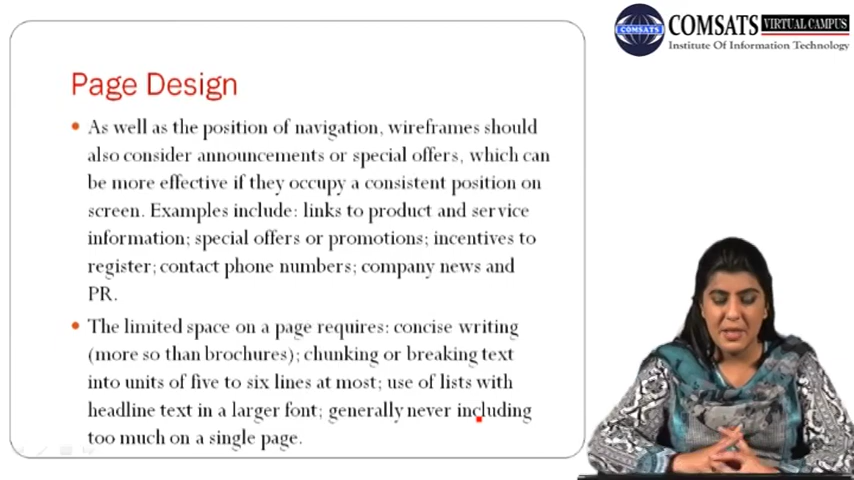 COMSATS VIRTUAL CAMPUS
COMSATS
Institute Of Information Technology
Page Design
As well as the position of navigation, wireframes should
also consider announcements or special offers, which can
be more effective if they occupy a consistent position on
screen. Examples include: links to product and service
information; special offers or promotions; incentives to
register; contact phone numbers; company news and
PR.
The limited space on a page requires: concise writing
(more so than brochures); chunking or breaking text
into units of five to six lines at most; use of lists with
headline text in a larger font; generally never including
too much on a single page.